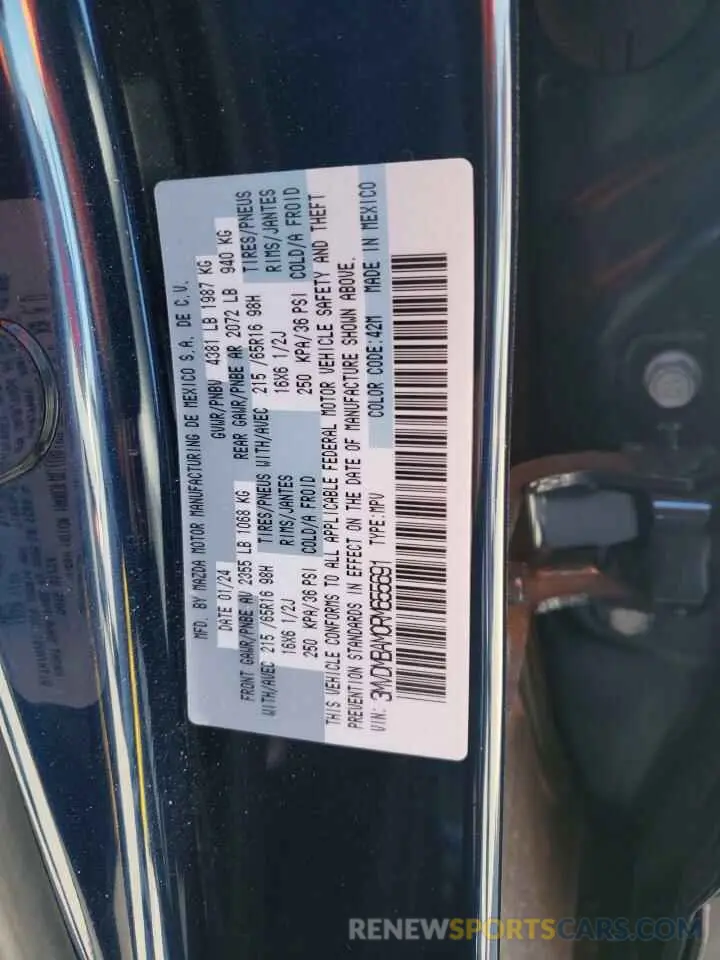 MFD. BY MAZDA MOTOR MANUFACTURING DE MEXICO S.A. DE C.V.
DATE 01/24 GVWR/PNBV 4381 LB 1987 KG
FRONT GAWR/PNBE AV 2355 LB 1068 KG REAR GAWR/PNBE AR 2072 LB 940 KG
WITH/AVEC 215 /65R16 98H TIRES/PNEUS WITH/AVEC 215 /65R16 98H TIRES/PNEUS
16X6 1/2J RIMS/JANTES 16X6 1/2J RIMS/JANTES
250 KPA/36 PSI COLD/A FROID 250 KPA/36 PSI COLD/A FROID
THIS VEHICLE CONFORMS TO ALL APPLICABLE FEDERAL MOTOR VEHICLE SAFETY AND THEFT
PREVENTION STANDARDS IN EFFECT ON THE DATE OF MANUFACTURE SHOWN ABOVE.
VIN: 3MVDMBAM0RM656691 TYPE:MPV COLOR CODE:42M MADE IN MEXICO
RENEWSPORTSCARS.COM